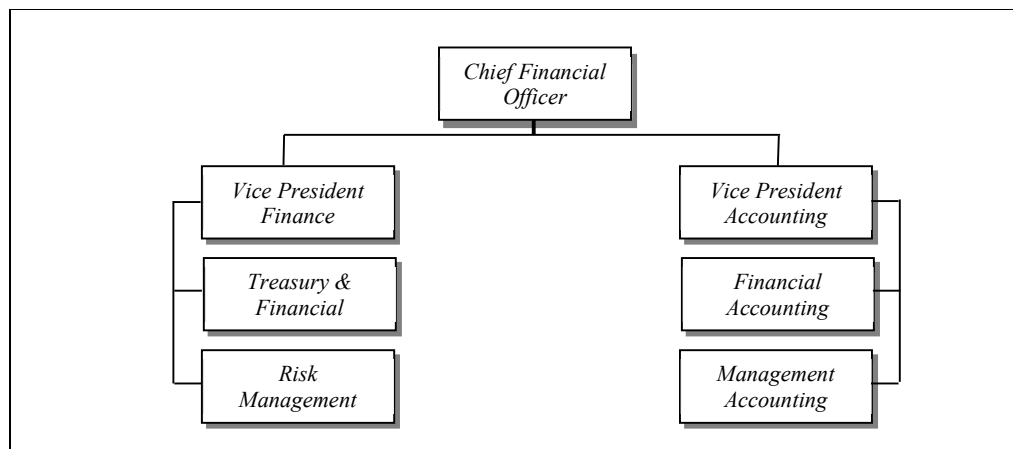 Chief Financial
Officer
Vice President
Finance
Vice President
Accounting
Treasury &
Financial
Financial
Accounting
Risk
Management
Management
Accounting